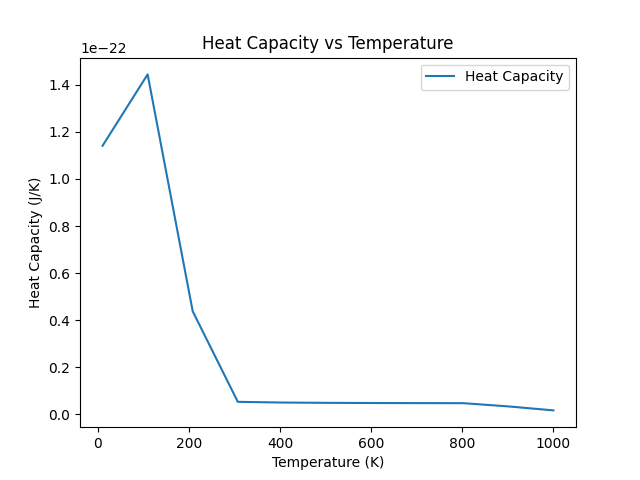 Heat Capacity vs Temperature
1e−22
Heat Capacity
1.4
1.2
1.0
0.8
0.6
0.4
0.2
0.0
Heat Capacity (J/K)
0 200 400 600 800 1000
Temperature (K)